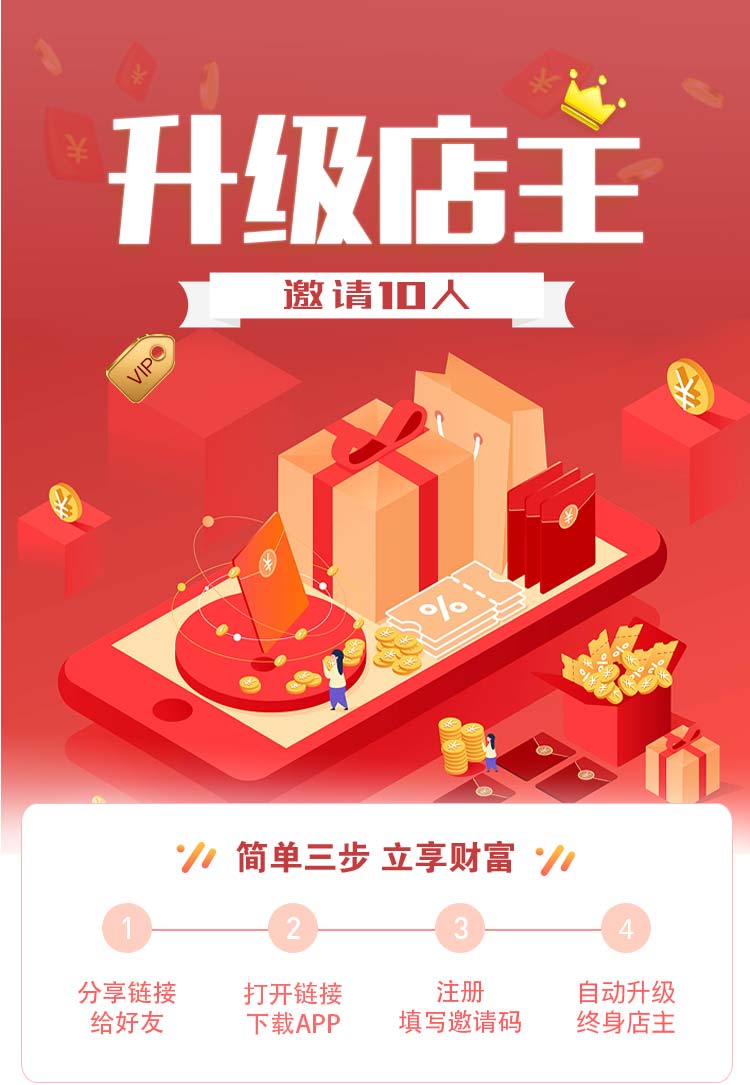 升级店主
邀请10人
VIP
简单三步 立享财富
1
2
3
4
分享链接
给好友
打开链接
下载APP
注册
填写邀请码
自动升级
终身店主